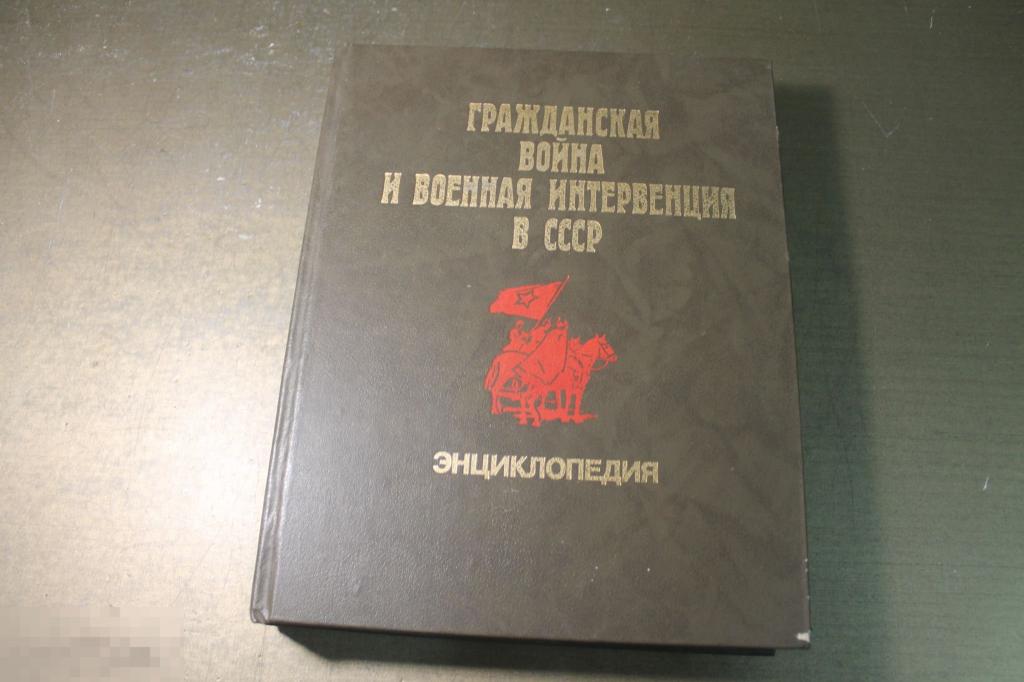 ГРАЖДАНСКАЯ
ВОЙНА
И ВОЕННАЯ ИНТЕРВЕНЦИЯ
В СССР
ЭНЦИКЛОПЕДИЯ